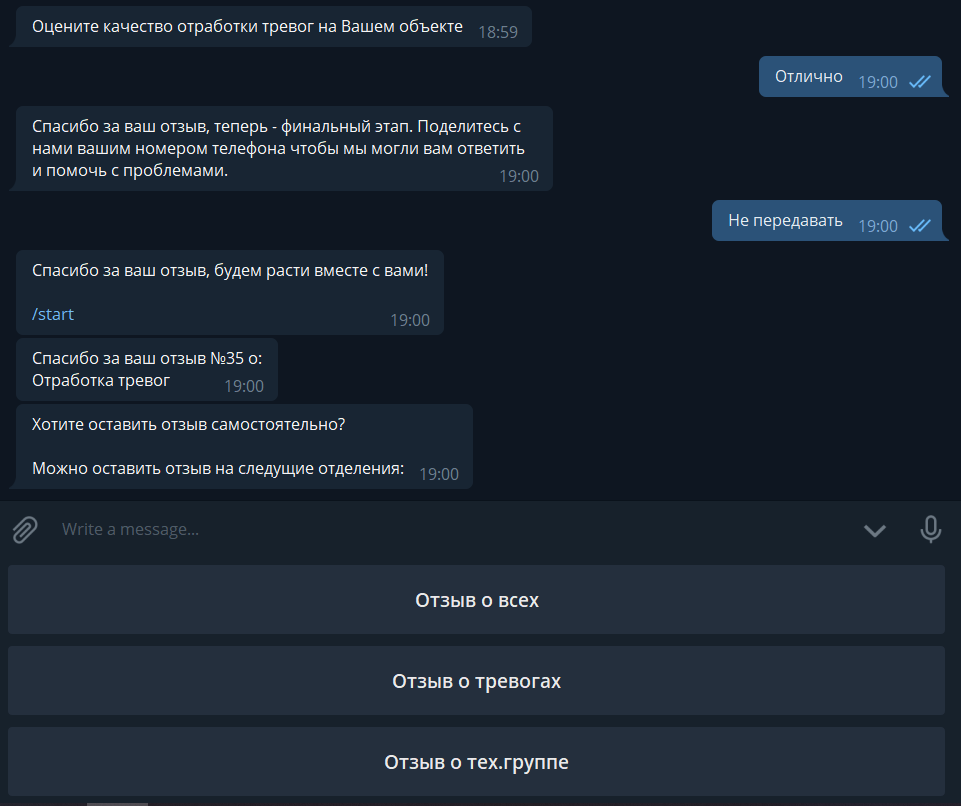 Оцените качество отработки тревог на Вашем объекте 18:59
Отлично 19:00
Спасибо за ваш отзыв, теперь - финальный этап. Поделитесь с
нами вашим номером телефона чтобы мы могли вам ответить
и помочь с проблемами. 19:00
Не передавать 19:00
Спасибо за ваш отзыв, будем расти вместе с вами!
/start 19:00
Спасибо за ваш отзыв №35 о:
Отработка тревог 19:00
Хотите оставить отзыв самостоятельно?
Можно оставить отзыв на следущие отделения: 19:00
Write a message...
Отзыв о всех
Отзыв о тревогах
Отзыв о тех.группе